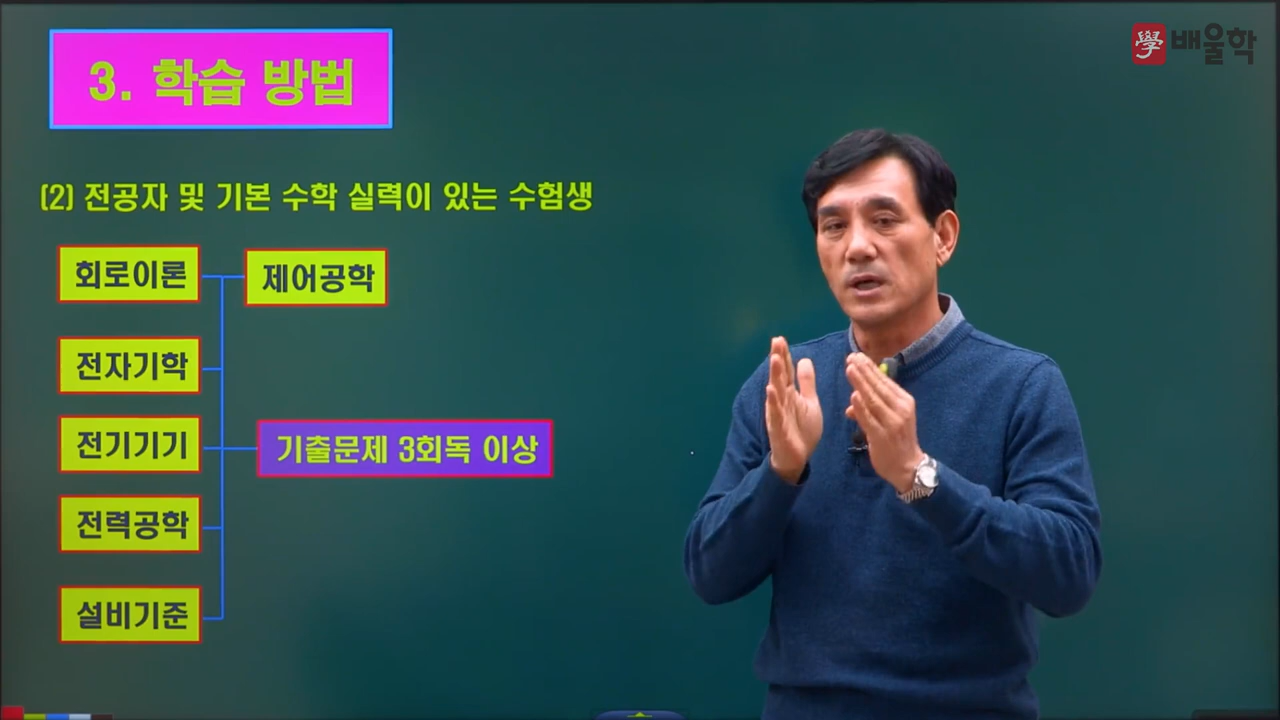 學 배울학
3. 학습 방법
(2) 전공자 및 기본 수학 실력이 있는 수험생
회로이론
제어공학
전자기학
전기기기
기출문제 3회독 이상
전력공학
설비기준